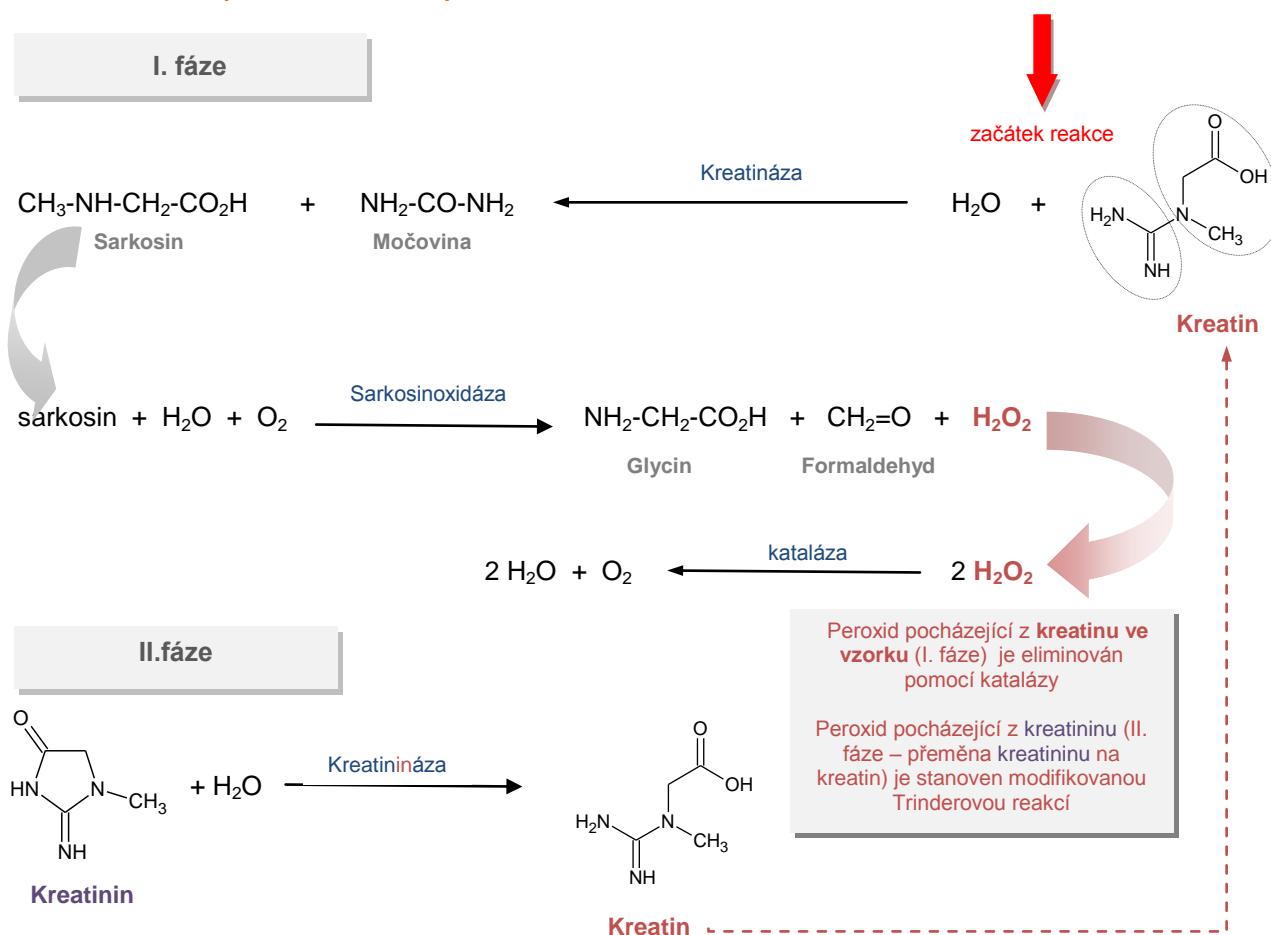 I. fáze
začátek reakce
O
OH
N
CH₃
H₂N
NH
Kreatin
CH₃-NH-CH₂-CO₂H + NH₂-CO-NH₂ Kreatináza H₂O +
Sarkosin Močovina
sarkosin + H₂O + O₂ Sarkosinoxidáza NH₂-CH₂-CO₂H + CH₂=O + H₂O₂
Glycin Formaldehyd
2 H₂O + O₂ kataláza 2 H₂O₂
Peroxid pocházející z kreatinu ve
vzorku (I. fáze) je eliminován
pomocí katalázy
Peroxid pocházející z kreatininu (II.
fáze – přeměna kreatininu na
kreatin) je stanoven modifikovanou
Trinderovou reakcí
II.fáze
O
HN
N
CH₃
NH
Kreatinin
+ H₂O Kreatinináza
O
OH
H₂N
N
CH₃
NH
Kreatin